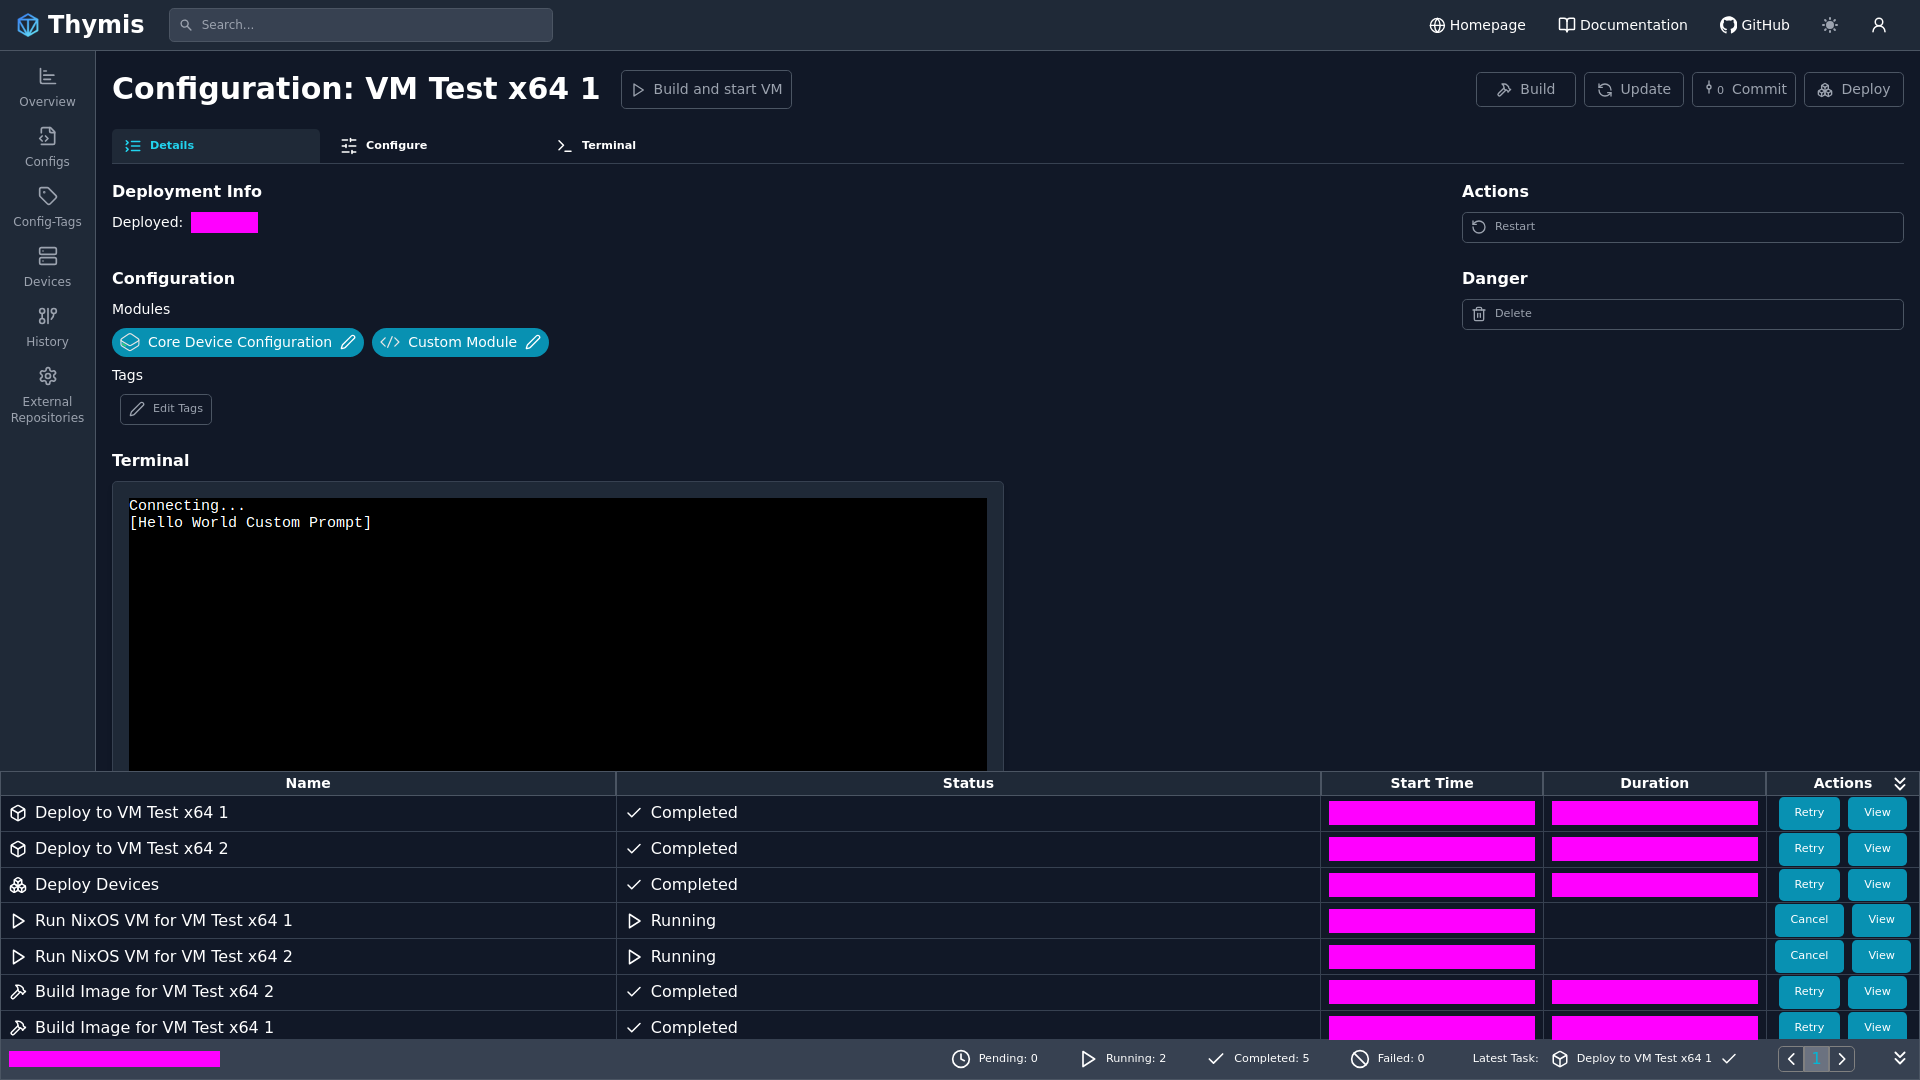 Thymis
Search...
Homepage
Documentation
GitHub
Overview
Configs
Config-Tags
Devices
History
External
Repositories
Configuration: VM Test x64 1
Build and start VM
Build
Update
0 Commit
Deploy
Details
Configure
Terminal
Deployment Info
Deployed:
Configuration
Modules
Core Device Configuration
Custom Module
Tags
Edit Tags
Actions
Restart
Danger
Delete
Terminal
Connecting...
[Hello World Custom Prompt]
Name Status Start Time Duration Actions
Deploy to VM Test x64 1 Completed Retry View
Deploy to VM Test x64 2 Completed Retry View
Deploy Devices Completed Retry View
Run NixOS VM for VM Test x64 1 Running Cancel View
Run NixOS VM for VM Test x64 2 Running Cancel View
Build Image for VM Test x64 2 Completed Retry View
Build Image for VM Test x64 1 Completed Retry View
Pending: 0 Running: 2 Completed: 5 Failed: 0 Latest Task: Deploy to VM Test x64 1 1